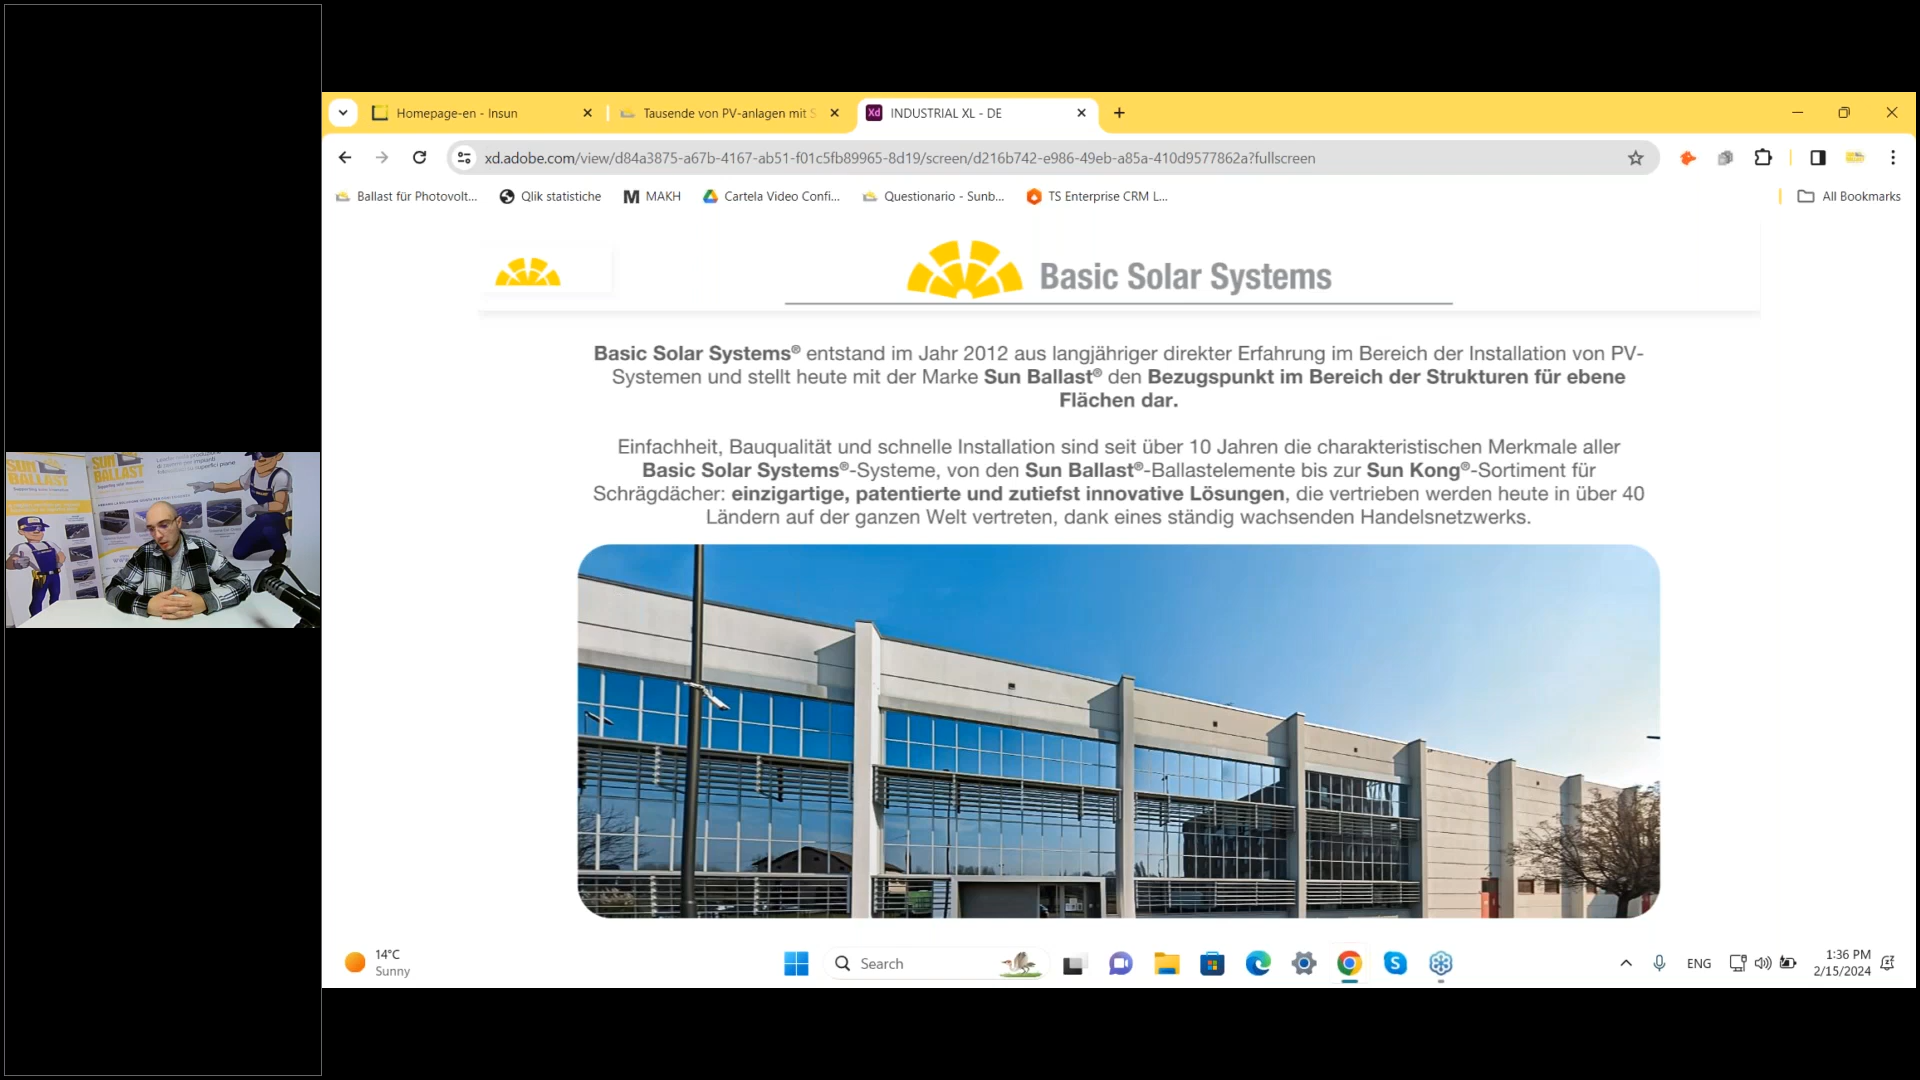 Homepage-en - Insun
Tausende von PV-anlagen mit S
Xd
INDUSTRIAL XL - DE
xd.adobe.com/view/d84a3875-a67b-4167-ab51-f01c5fb89965-8d19/screen/d216b742-e986-49eb-a85a-410d9577862a?fullscreen
Ballast für Photovolt...
Qlik statistiche
MAKH
Cartela Video Confi...
Questionario - Sunb...
TS Enterprise CRM L...
All Bookmarks
Basic Solar Systems
Basic Solar Systems® entstand im Jahr 2012 aus langjähriger direkter Erfahrung im Bereich der Installation von PV-
Systemen und stellt heute mit der Marke Sun Ballast® den Bezugspunkt im Bereich der Strukturen für ebene
Flächen dar.
Einfachheit, Bauqualität und schnelle Installation sind seit über 10 Jahren die charakteristischen Merkmale aller
Basic Solar Systems®-Systeme, von den Sun Ballast®-Ballastelemente bis zur Sun Kong®-Sortiment für
Schrägdächer: einzigartige, patentierte und zutiefst innovative Lösungen, die vertrieben werden heute in über 40
Ländern auf der ganzen Welt vertreten, dank eines ständig wachsenden Handelsnetzwerks.
SUN
BALLAST
SUN
BALLAST
14°C
Sunny
Search
ENG
1:36 PM
2/15/2024